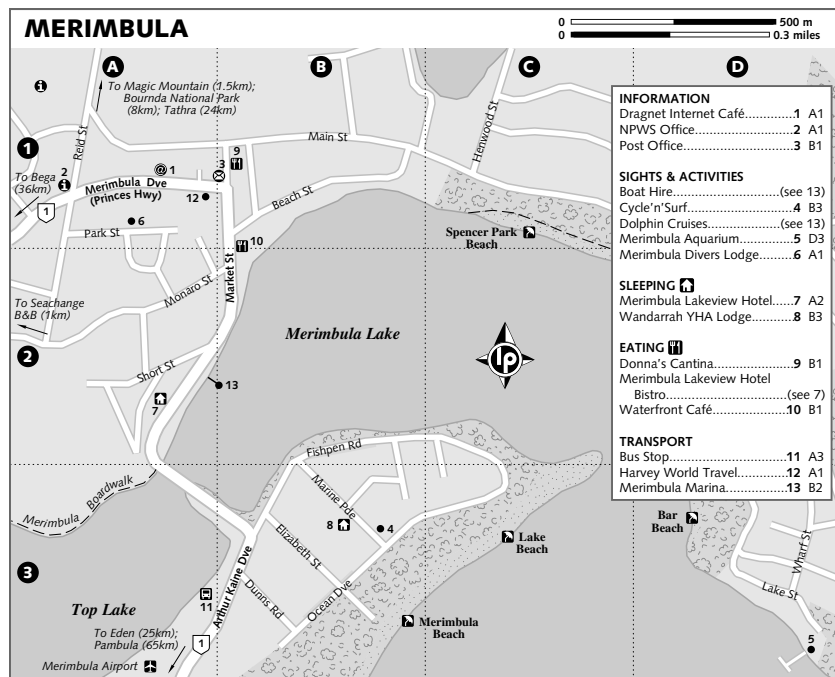 MERIMBULA
0 500 m
0 0.3 miles
A
B
C
D
To Magic Mountain (1.5km);
Bournda National Park
(8km); Tathra (24km)
Reid St
Main St
Henwood St
1
2
1
3
9
To Bega
(36km)
Merimbula Dve
(Princes Hwy)
12
Beach St
1
6
Park St
10
Spencer Park
Beach
Market St
Monaro St
To Seachange
B&B (1km)
2
Merimbula Lake
lp
Short St
13
7
Fishpen Rd
Merimbula Boardwalk
Marine Pde
8
4
Elizabeth St
Lake
Beach
Bar
Beach
Wharf St
3
Arthur Kaine Dve
Dunns Rd
Ocean Dve
Lake St
11
Top Lake
Merimbula
Beach
5
To Eden (25km);
Pambula (65km)
1
Merimbula Airport
INFORMATION
Dragnet Internet Café..............1 A1
NPWS Office..............2 A1
Post Office..............3 B1
SIGHTS & ACTIVITIES
Boat Hire..............(see 13)
Cycle'n'Surf..............4 B3
Dolphin Cruises..............(see 13)
Merimbula Aquarium..............5 D3
Merimbula Divers Lodge..............6 A1
SLEEPING
Merimbula Lakeview Hotel..............7 A2
Wandarrah YHA Lodge..............8 B3
EATING
Donna's Cantina..............9 B1
Merimbula Lakeview Hotel
Bistro..............(see 7)
Waterfront Café..............10 B1
TRANSPORT
Bus Stop..............11 A3
Harvey World Travel..............12 A1
Merimbula Marina..............13 B2